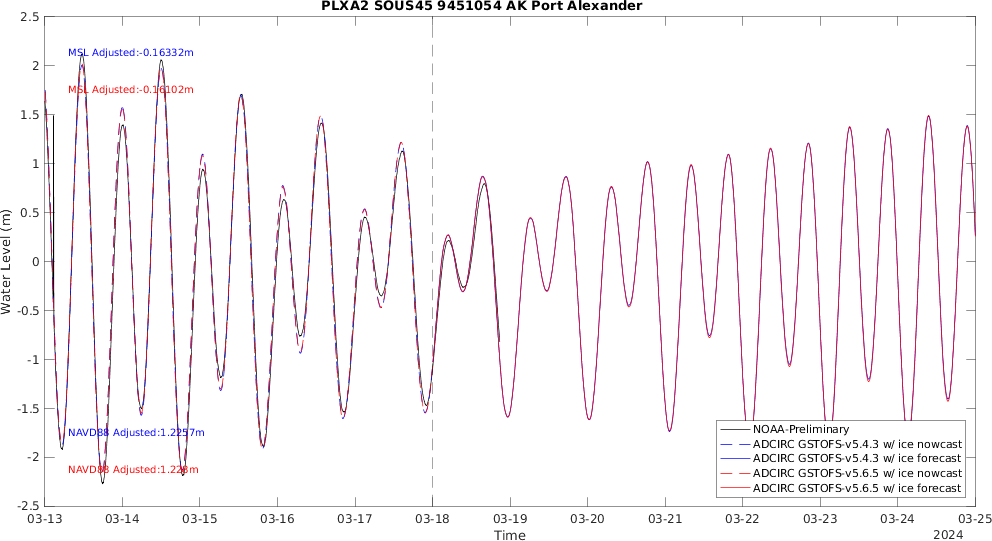 PLXA2 SOUS45 9451054 AK Port Alexander
2.5
2
1.5
1
0.5
0
-0.5
-1
-1.5
-2
-2.5
Water Level (m)
MSL Adjusted:-0.16332m
MSL Adjusted:-0.16102m
NAVD88 Adjusted:1.2257m
NAVD88 Adjusted:1.228m
NOAA-Preliminary
ADCIRC GSTOFS-v5.4.3 w/ ice nowcast
ADCIRC GSTOFS-v5.4.3 w/ ice forecast
ADCIRC GSTOFS-v5.6.5 w/ ice nowcast
ADCIRC GSTOFS-v5.6.5 w/ ice forecast
03-13 03-14 03-15 03-16 03-17 03-18 03-19 03-20 03-21 03-22 03-23 03-24 03-25
Time
2024